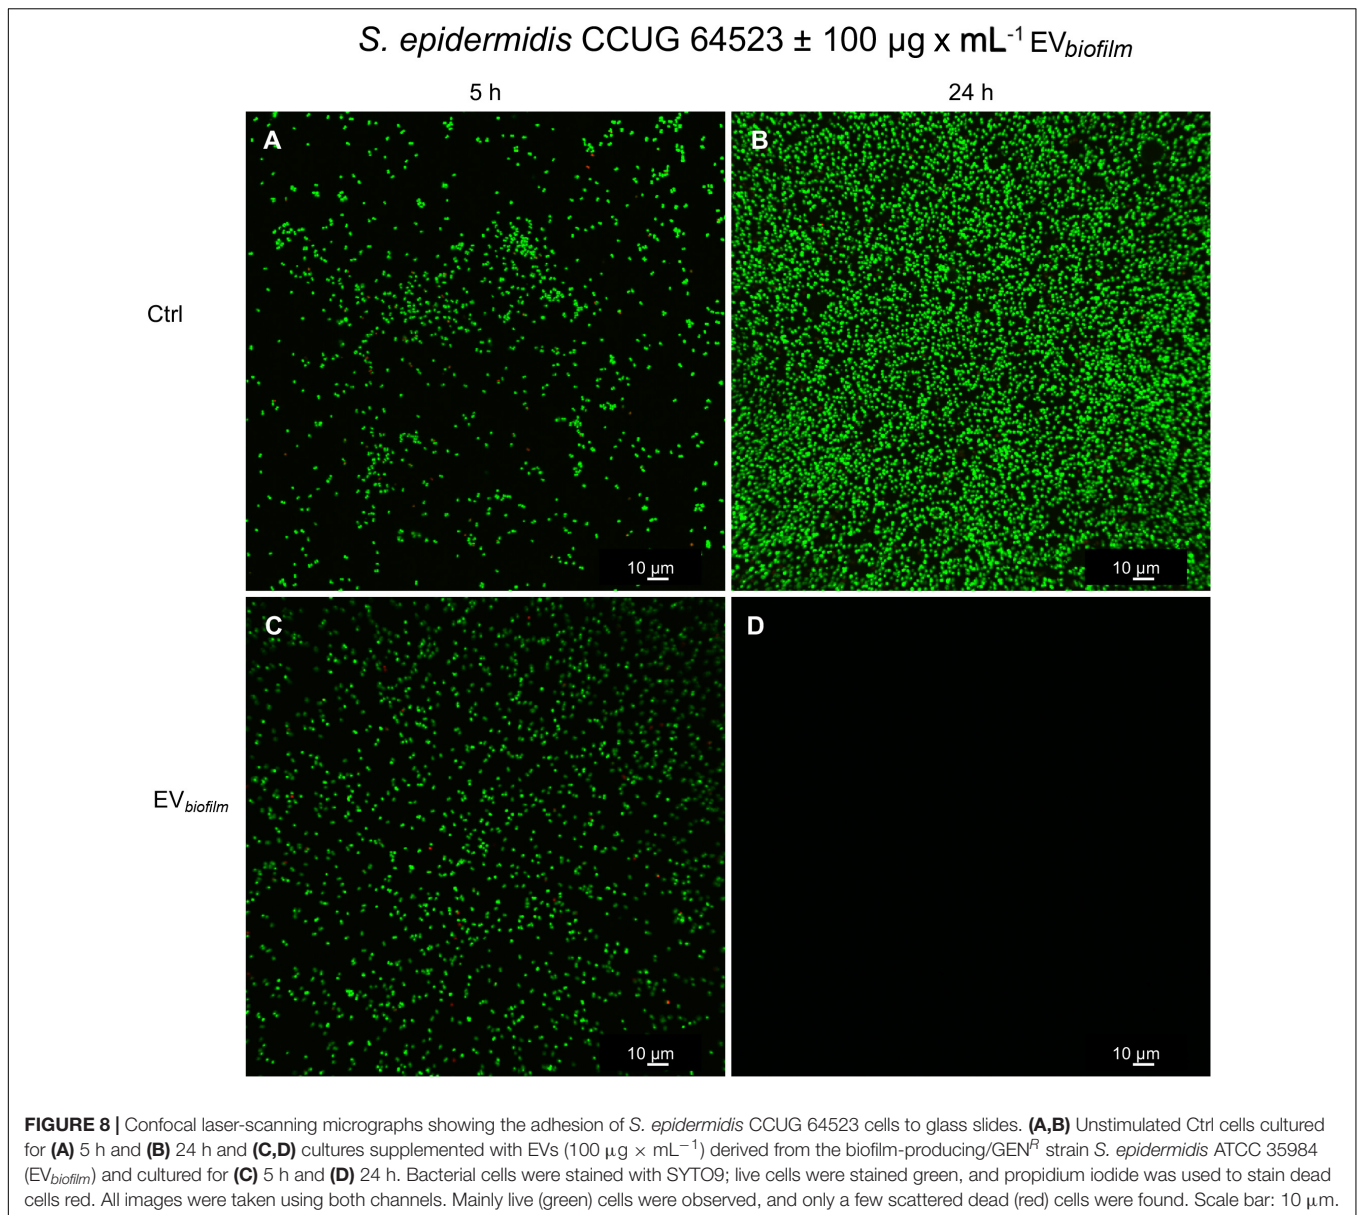 S. epidermidis CCUG 64523 ± 100 µg x mL-1 EVbiofilm
5 h
24 h
A
B
Ctrl
10 µm
10 µm
C
D
EVbiofilm
10 µm
10 µm
FIGURE 8 | Confocal laser-scanning micrographs showing the adhesion of S. epidermidis CCUG 64523 cells to glass slides. (A,B) Unstimulated Ctrl cells cultured
for (A) 5 h and (B) 24 h and (C,D) cultures supplemented with EVs (100 µg × mL−1) derived from the biofilm-producing/GENR strain S. epidermidis ATCC 35984
(EVbiofilm) and cultured for (C) 5 h and (D) 24 h. Bacterial cells were stained with SYTO9; live cells were stained green, and propidium iodide was used to stain dead
cells red. All images were taken using both channels. Mainly live (green) cells were observed, and only a few scattered dead (red) cells were found. Scale bar: 10 µm.